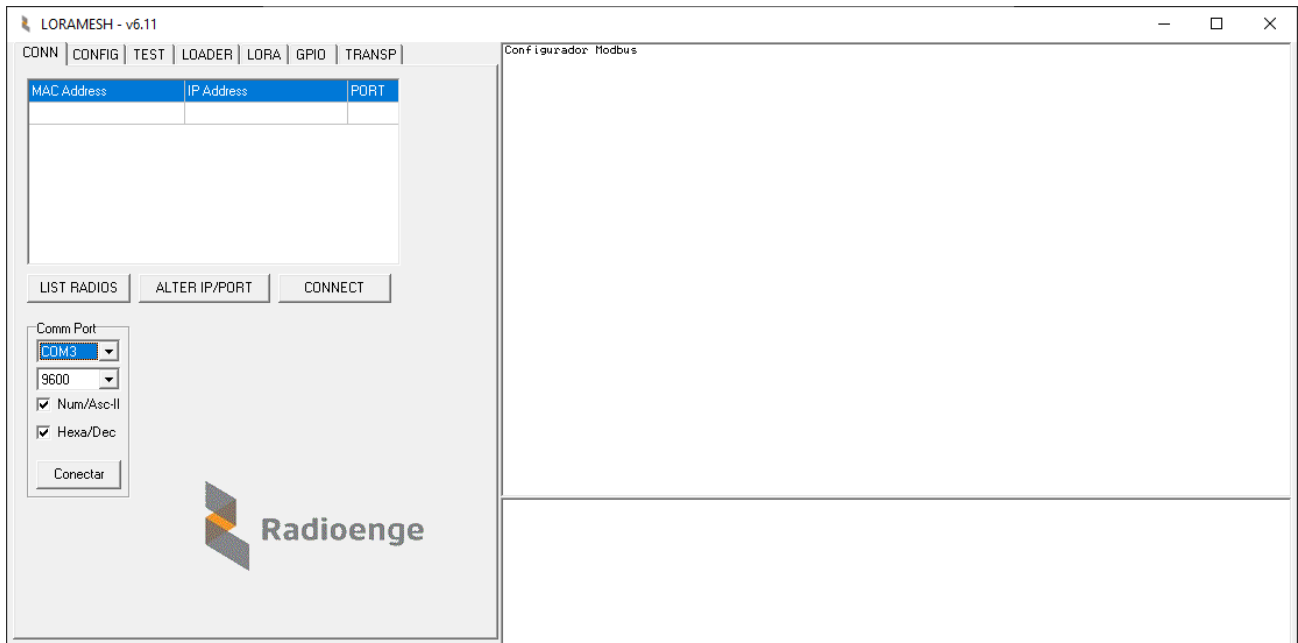 LORAMESH - v6.11
CONN CONFIG TEST LOADER LORA GPIO TRANSP
Configurador Modbus
MAC Address IP Address PORT
LIST RADIOS ALTER IP/PORT CONNECT
Comm Port
COM3
9600
Num/Asc-II
Hexa/Dec
Conectar
Radioenge